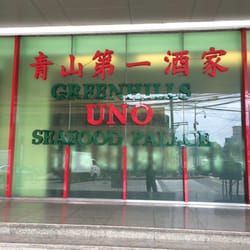 青山第一酒家
GREENHILLS
UNO
SEAFOOD PALACE